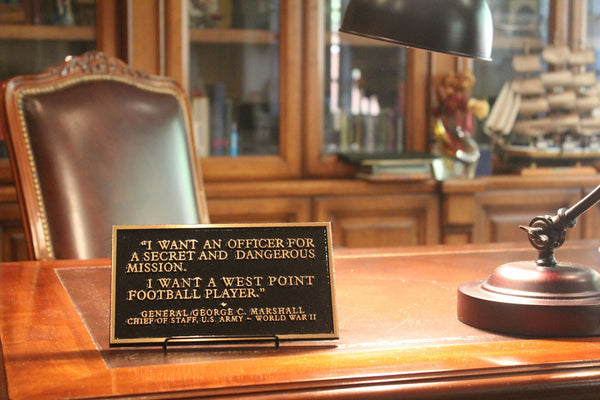 "I WANT AN OFFICER FOR
A SECRET AND DANGEROUS
MISSION.
I WANT A WEST POINT
FOOTBALL PLAYER."
GENERAL GEORGE C. MARSHALL
CHIEF OF STAFF, U.S. ARMY ~ WORLD WAR II